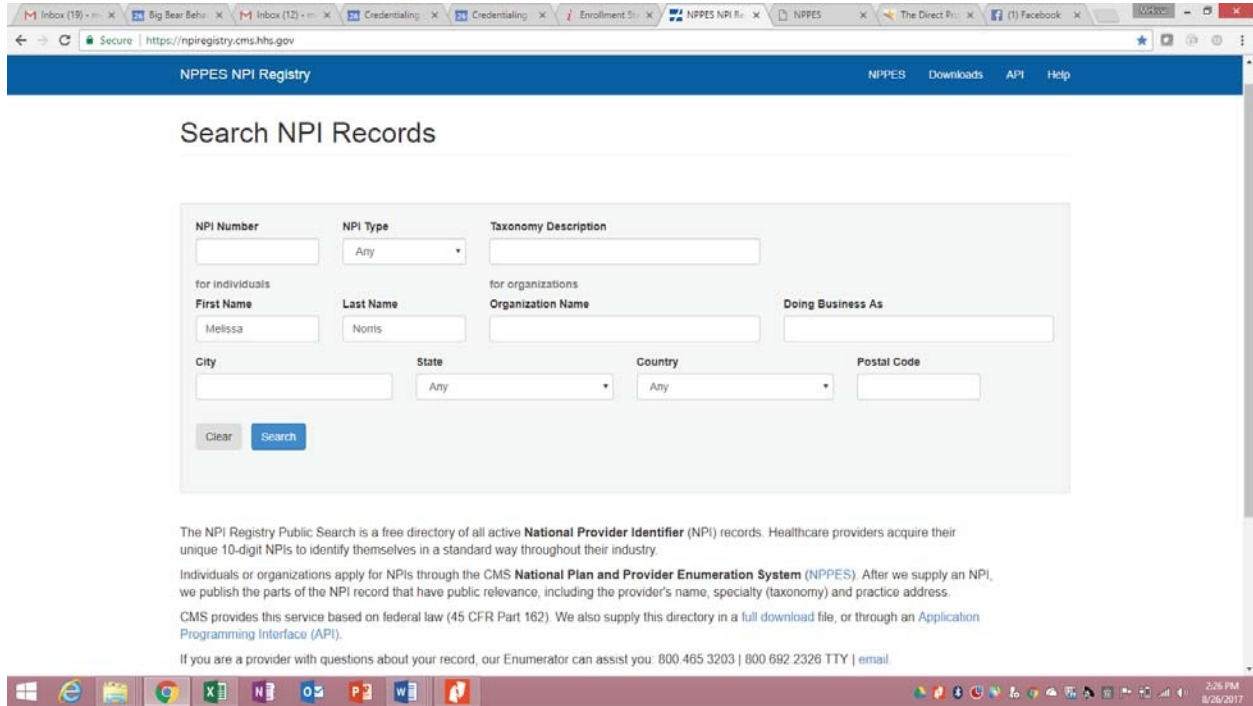 Inbox (19) - m
Big Bear Beha
Inbox (12) - m
Credentialing
Credentialing
Enrollment St
NPPES NPI Re
NPPES
The Direct Pr
(1) Facebook
Secure | https://npiregistry.cms.hhs.gov
NPPES NPI Registry NPPES Downloads API Help
Search NPI Records
NPI Number NPI Type Taxonomy Description
Any
for individuals for organizations
First Name Last Name Organization Name Doing Business As
Melissa Norris
City State Country Postal Code
Any Any
Clear Search
The NPI Registry Public Search is a free directory of all active National Provider Identifier (NPI) records. Healthcare providers acquire their
unique 10-digit NPIs to identify themselves in a standard way throughout their industry.
Individuals or organizations apply for NPIs through the CMS National Plan and Provider Enumeration System (NPPES). After we supply an NPI,
we publish the parts of the NPI record that have public relevance, including the provider's name, specialty (taxonomy) and practice address.
CMS provides this service based on federal law (45 CFR Part 162). We also supply this directory in a full download file, or through an Application
Programming Interface (API).
If you are a provider with questions about your record, our Enumerator can assist you: 800.465.3203 | 800.692.2326 TTY | email.
2:26 PM
8/26/2017